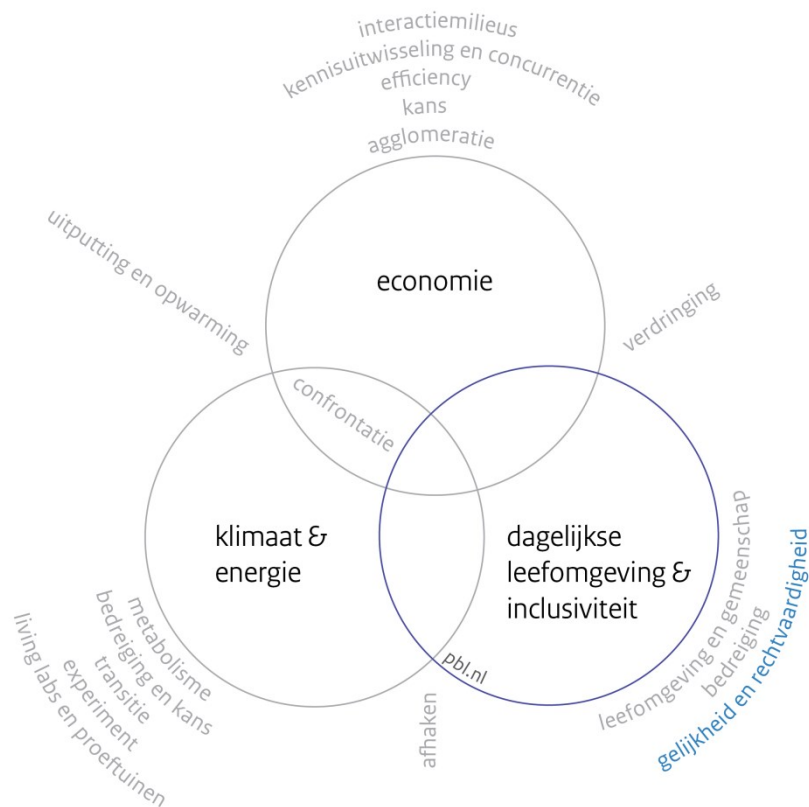 interactiemilieus
kennisuitwisseling en concurrentie
efficiency
kans
agglomeratie
uitputting en opwarming
economie
verdringing
confrontatie
klimaat &
energie
dagelijkse
leefomgeving &
inclusiviteit
metabolisme
bedreiging en kans
transitie
experiment
living labs en proeftuinen
pbl.nl
afhaken
leefomgeving en gemeenschap
bedreiging
gelijkheid en rechtvaardigheid